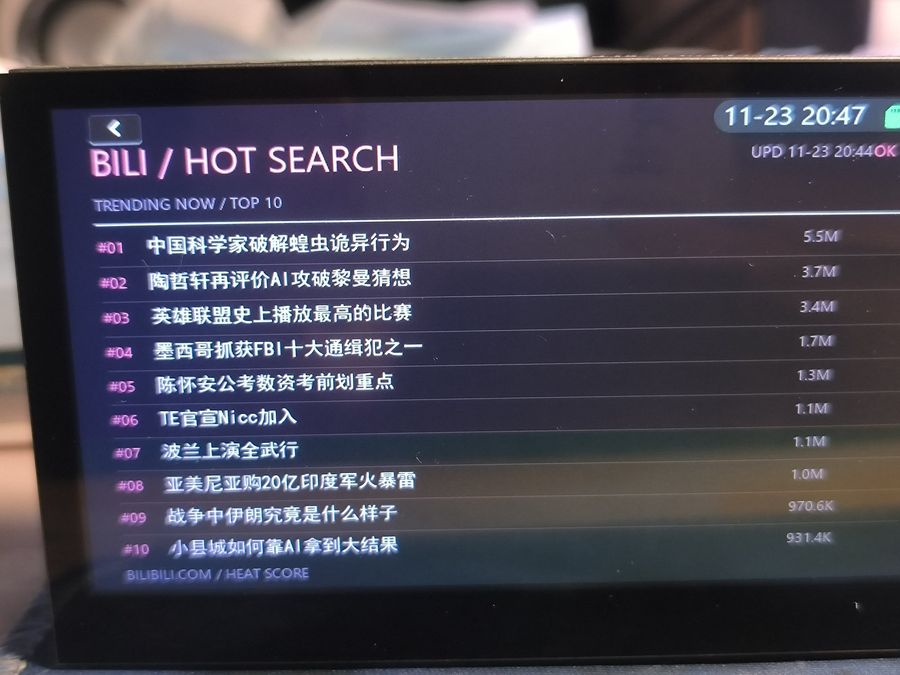 11-23 20:47
BILI / HOT SEARCH
UPD 11-23 20:44 OK
TRENDING NOW / TOP 10
#01 中国科学家破解蝗虫诡异行为 5.5M
#02 陶哲轩再评价AI攻破黎曼猜想 3.7M
#03 英雄联盟史上播放最高的比赛 3.4M
#04 墨西哥抓获FBI十大通缉犯之一 1.7M
#05 陈怀安公考数资考前划重点 1.3M
#06 TE官宣Nicc加入 1.1M
#07 波兰上演全武行 1.1M
#08 亚美尼亚购20亿印度军火暴雷 1.0M
#09 战争中伊朗究竟是什么样子 970.6K
#10 小县城如何靠AI拿到大结果 931.4K
BILIBILI.COM / HEAT SCORE